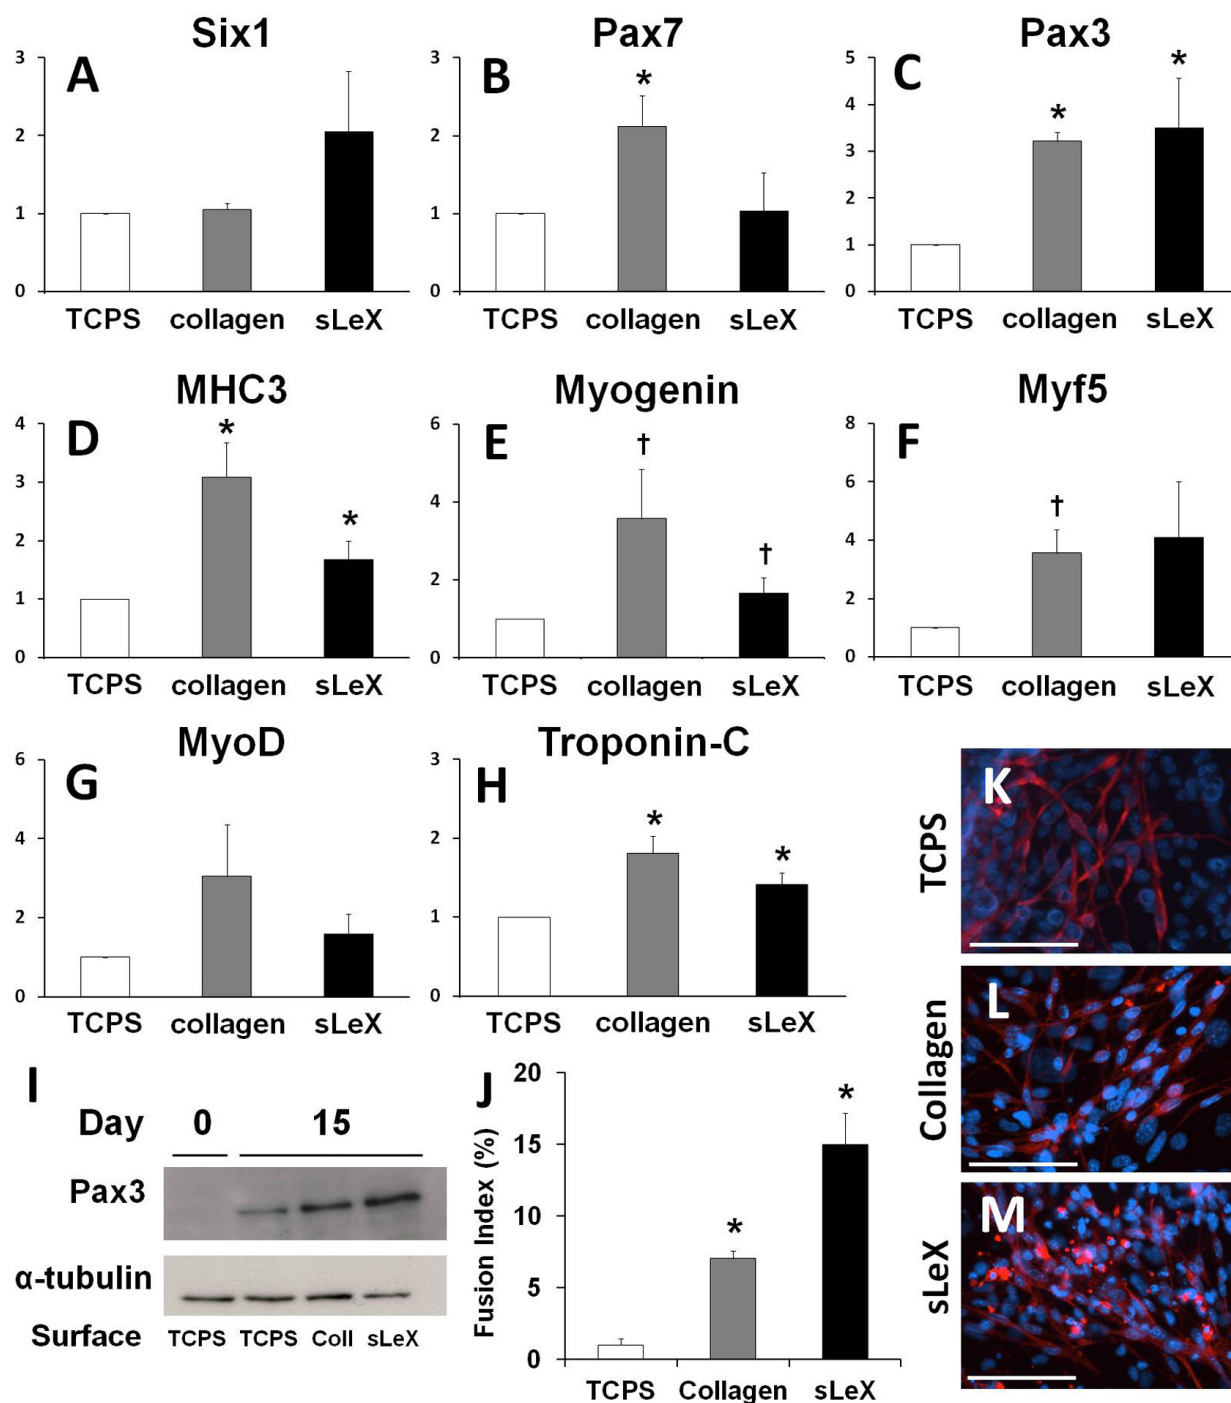 Six1
A
3
2
1
0
TCPS collagen sLeX
Pax7
B
*
3
2
1
0
TCPS collagen sLeX
Pax3
C
*
*
5
4
3
2
1
0
TCPS collagen sLeX
MHC3
D
*
*
4
3
2
1
0
TCPS collagen sLeX
Myogenin
E
†
†
6
4
2
0
TCPS collagen sLeX
Myf5
F
†
8
6
4
2
0
TCPS collagen sLeX
MyoD
G
6
4
2
0
TCPS collagen sLeX
Troponin-C
H
*
*
3
2
1
0
TCPS collagen sLeX
I
Day 0 15
Pax3
α-tubulin
Surface TCPS TCPS Coll sLeX
J
*
*
Fusion Index (%)
20
15
10
5
0
TCPS Collagen sLeX
K
TCPS
L
Collagen
M
sLeX